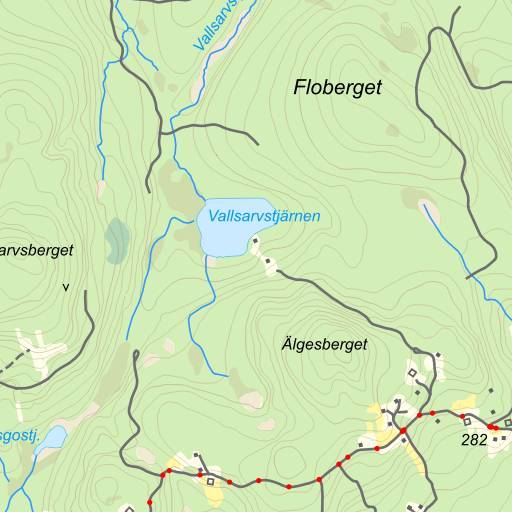 Vallsarvs
Floberget
Vallsarvstjärnen
arvsberget
Älgesberget
sgostj.
282